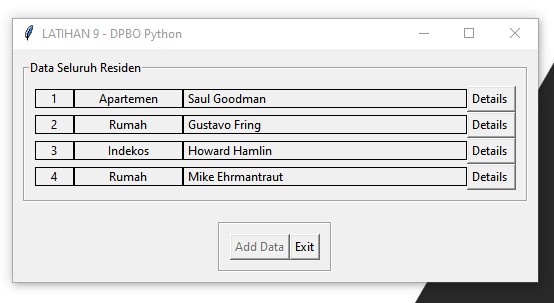 LATIHAN 9 - DPBO Python
Data Seluruh Residen
1 Apartemen Saul Goodman Details
2 Rumah Gustavo Fring Details
3 Indekos Howard Hamlin Details
4 Rumah Mike Ehrmantraut Details
Add Data Exit